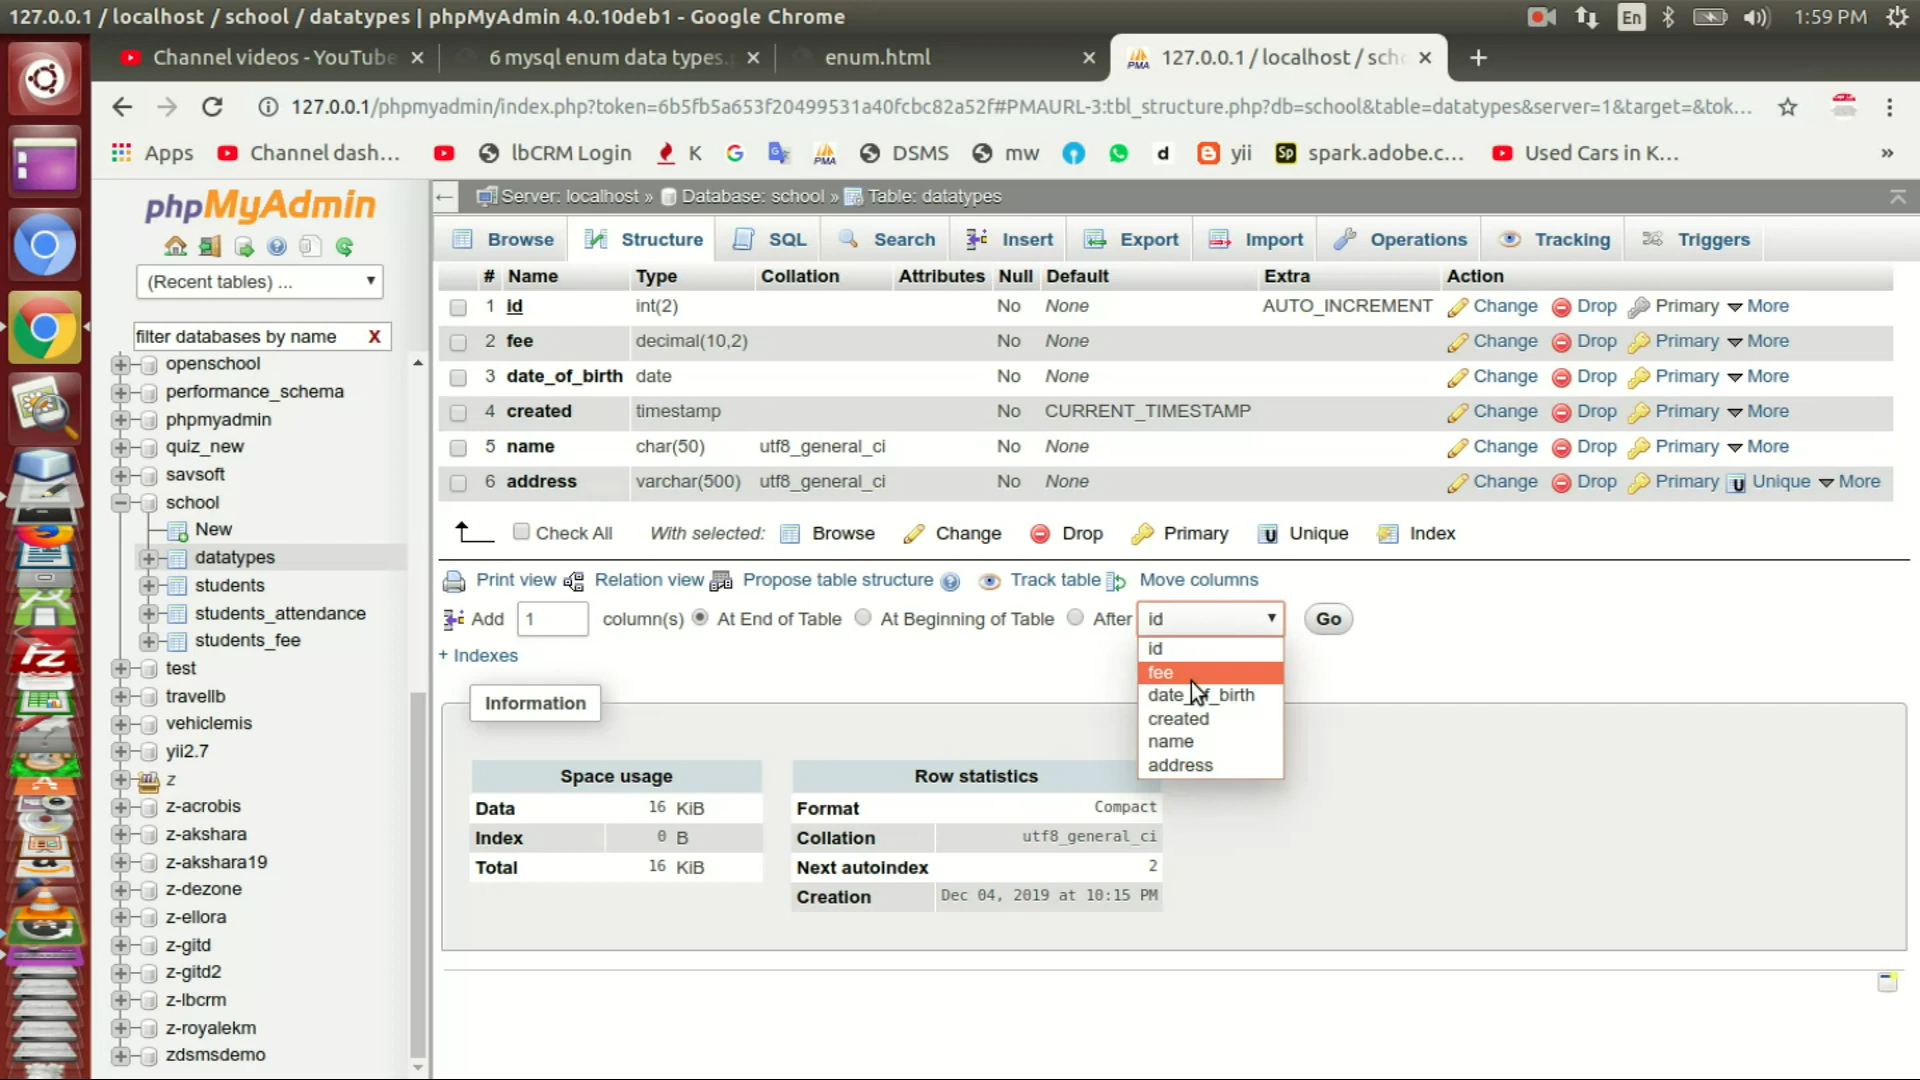 127.0.0.1 / localhost / school / datatypes | phpMyAdmin 4.0.10deb1 - Google Chrome
En
1:59 PM
Channel videos - YouTube
6 mysql enum data types.
enum.html
127.0.0.1 / localhost / scho
127.0.0.1/phpmyadmin/index.php?token=6b5fb5a653f20499531a40fcbc82a52f#PMAURL-3:tbl_structure.php?db=school&table=datatypes&server=1&target=&tok...
Apps
Channel dash...
lbCRM Login
K
PMA
DSMS
mw
d
yii
Sp
spark.adobe.c...
Used Cars in K...
»
phpMyAdmin
(Recent tables) ...
filter databases by name X
openschool
performance_schema
phpmyadmin
quiz_new
savsoft
school
New
datatypes
students
students_attendance
students_fee
test
travellb
vehiclemis
yii2.7
z
z-acrobis
z-akshara
z-akshara19
z-dezone
z-ellora
z-gitd
z-gitd2
z-lbcrm
z-royalekm
zdsmsdemo
Server: localhost » Database: school » Table: datatypes
Browse Structure SQL Search Insert Export Import Operations Tracking Triggers
# Name Type Collation Attributes Null Default Extra Action
1 id int(2) No None AUTO_INCREMENT Change Drop Primary More
2 fee decimal(10,2) No None Change Drop Primary More
3 date_of_birth date No None Change Drop Primary More
4 created timestamp No CURRENT_TIMESTAMP Change Drop Primary More
5 name char(50) utf8_general_ci No None Change Drop Primary More
6 address varchar(500) utf8_general_ci No None Change Drop Primary Unique More
Check All With selected: Browse Change Drop Primary Unique Index
Print view Relation view Propose table structure Track table Move columns
Add 1 column(s) At End of Table At Beginning of Table After id Go
id
fee
date_of_birth
created
name
address
+ Indexes
Information
Space usage
Data 16 KiB
Index 0 B
Total 16 KiB
Row statistics
Format Compact
Collation utf8_general_ci
Next autoindex 2
Creation Dec 04, 2019 at 10:15 PM